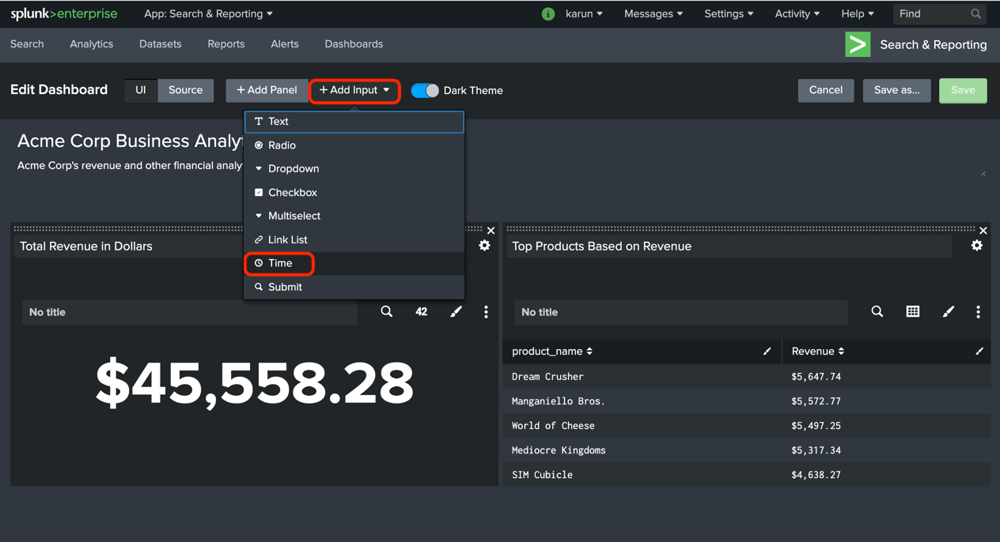 splunk>enterprise App: Search & Reporting i karun Messages Settings Activity Help Find
Search Analytics Datasets Reports Alerts Dashboards Search & Reporting
Edit Dashboard UI Source + Add Panel + Add Input Dark Theme Cancel Save as... Save
Text
Radio
Dropdown
Checkbox
Multiselect
Link List
Time
Submit
Acme Corp Business Analy
Acme Corp's revenue and other financial analy
Total Revenue in Dollars
No title 42
$45,558.28
Top Products Based on Revenue
No title
product_name Revenue
Dream Crusher $5,647.74
Manganiello Bros. $5,572.77
World of Cheese $5,497.25
Mediocre Kingdoms $5,317.34
SIM Cubicle $4,638.27